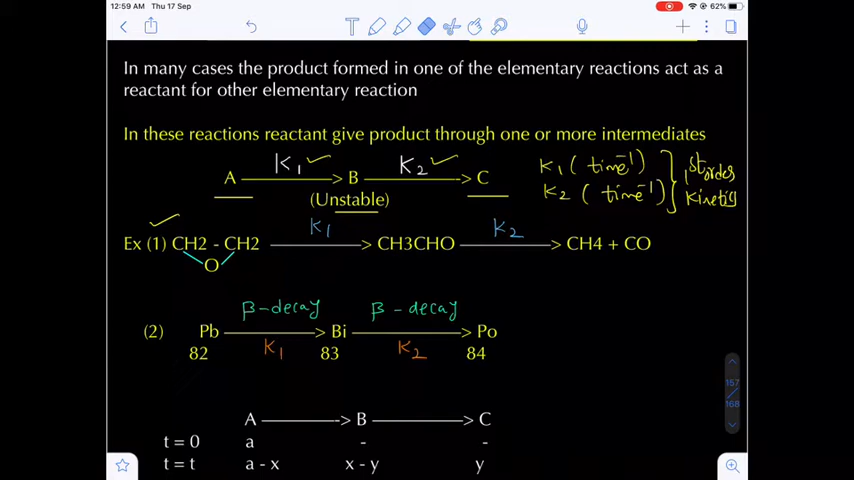 12:59 AM Thu 17 Sep 62%
In many cases the product formed in one of the elementary reactions act as a
reactant for other elementary reaction
In these reactions reactant give product through one or more intermediates
A ———> B ———> C
K1 ✓ K2 ✓
(Unstable)
K1 ( time⁻¹)
K2 ( time⁻¹)
1st order
kinetics
Ex (1) CH2 - CH2 ———> CH3CHO ———> CH4 + CO
K1 K2
O
β-decay β-decay
(2) Pb ———> Bi ———> Po
82 K1 83 K2 84
A ———> B ———> C
t = 0 a - -
t = t a - x x - y y
157
168